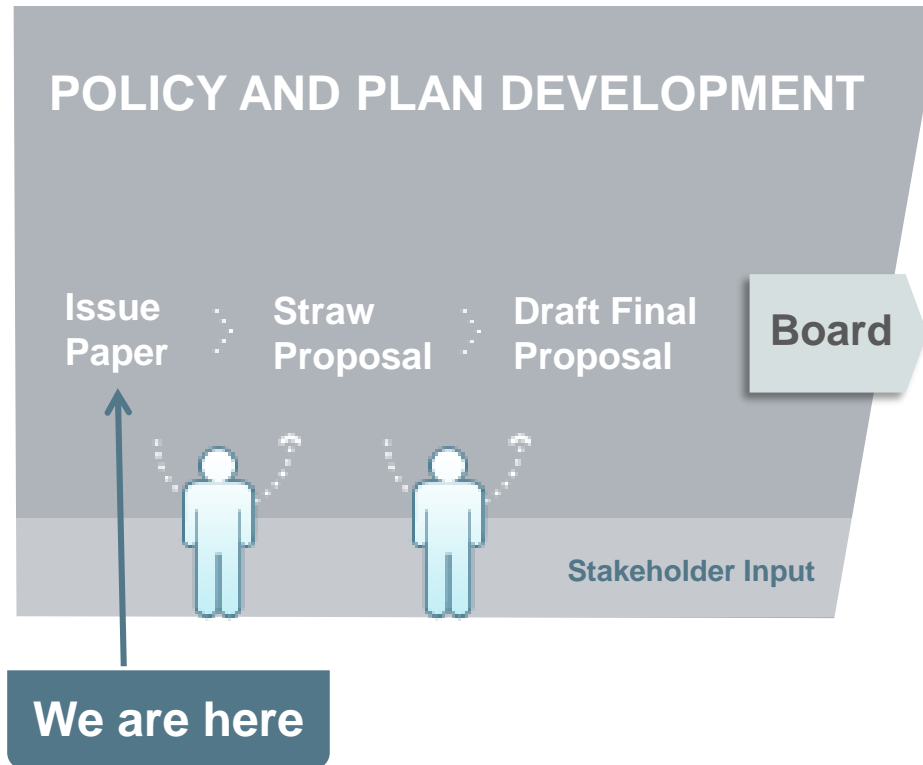 POLICY AND PLAN DEVELOPMENT
Issue
Paper
Straw
Proposal
Draft Final
Proposal
Board
Stakeholder Input
We are here